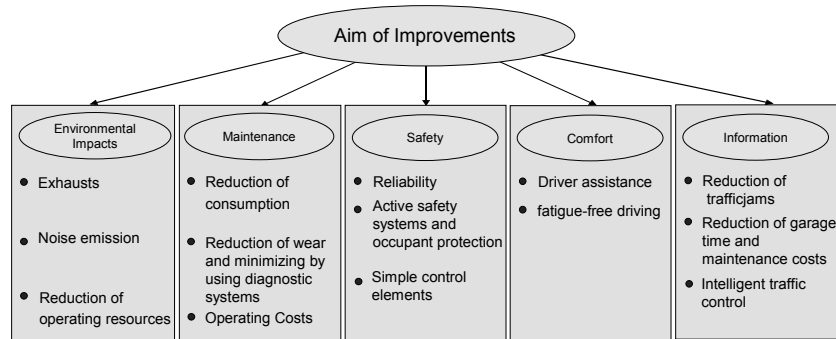 Aim of Improvements
Environmental
Impacts
Exhausts
Noise emission
Reduction of
operating resources
Maintenance
Reduction of
consumption
Reduction of wear
and minimizing by
using diagnostic
systems
Operating Costs
Safety
Reliability
Active safety
systems and
occupant protection
Simple control
elements
Comfort
Driver assistance
fatigue-free driving
Information
Reduction of
trafficjams
Reduction of garage
time and
maintenance costs
Intelligent traffic
control